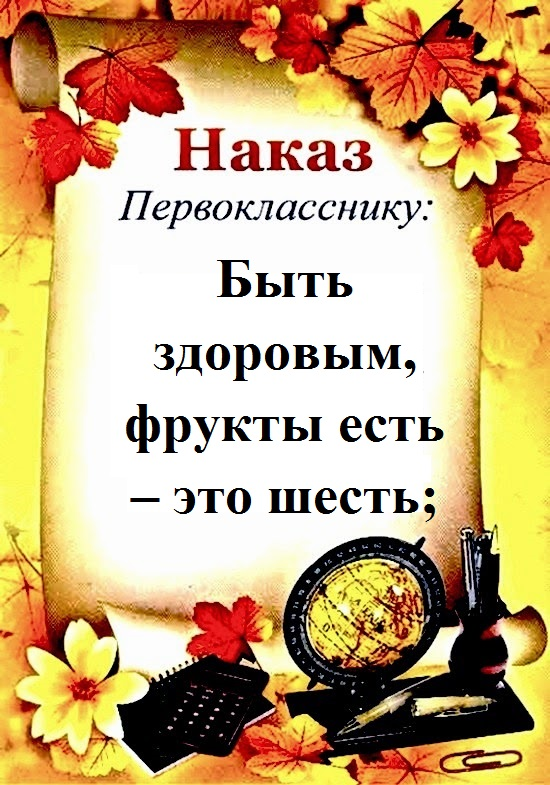 Наказ
Первокласснику:
Быть
здоровым,
фрукты есть
– это шесть;